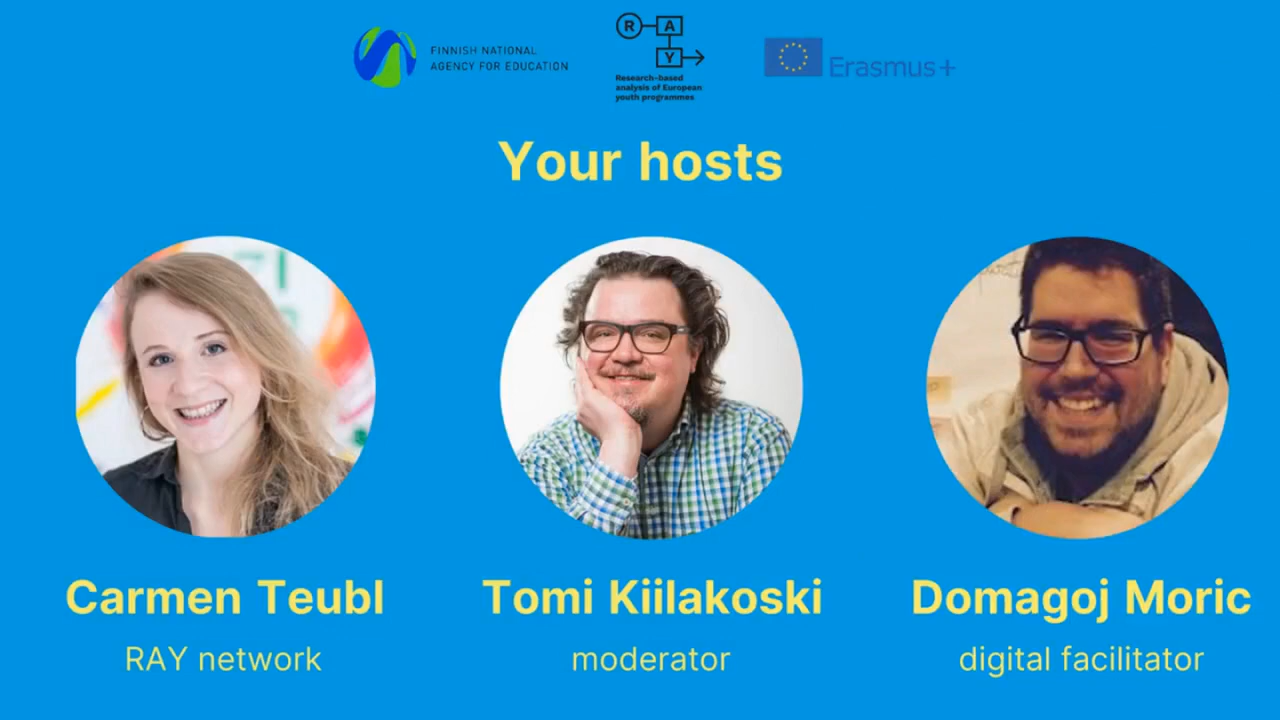 FINNISH NATIONAL
AGENCY FOR EDUCATION
R A
Y
Research-based
analysis of European
youth programmes
Erasmus+
Your hosts
Carmen Teubl
RAY network
Tomi Kiilakoski
moderator
Domagoj Moric
digital facilitator